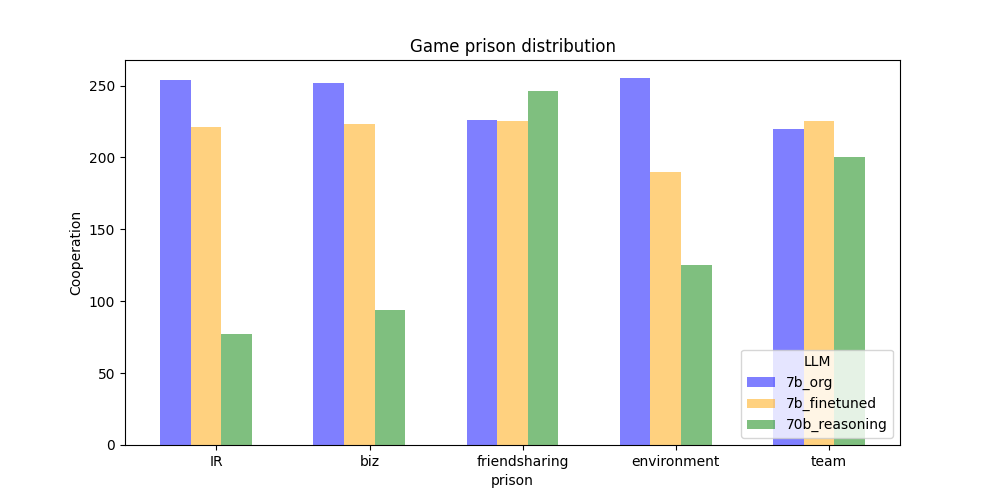 Game prison distribution
Cooperation
250
200
150
100
50
0
IR biz friendsharing environment team
prison
LLM
7b_org
7b_finetuned
70b_reasoning